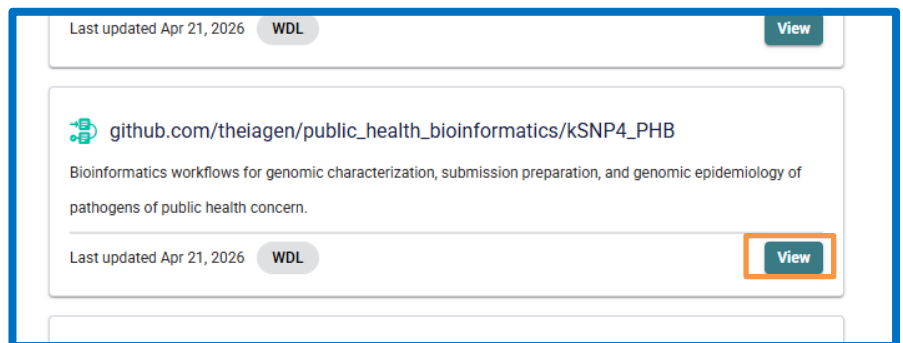 Last updated Apr 21, 2026 WDL View
github.com/theiagen/public_health_bioinformatics/kSNP4_PHB
Bioinformatics workflows for genomic characterization, submission preparation, and genomic epidemiology of
pathogens of public health concern.
Last updated Apr 21, 2026 WDL View